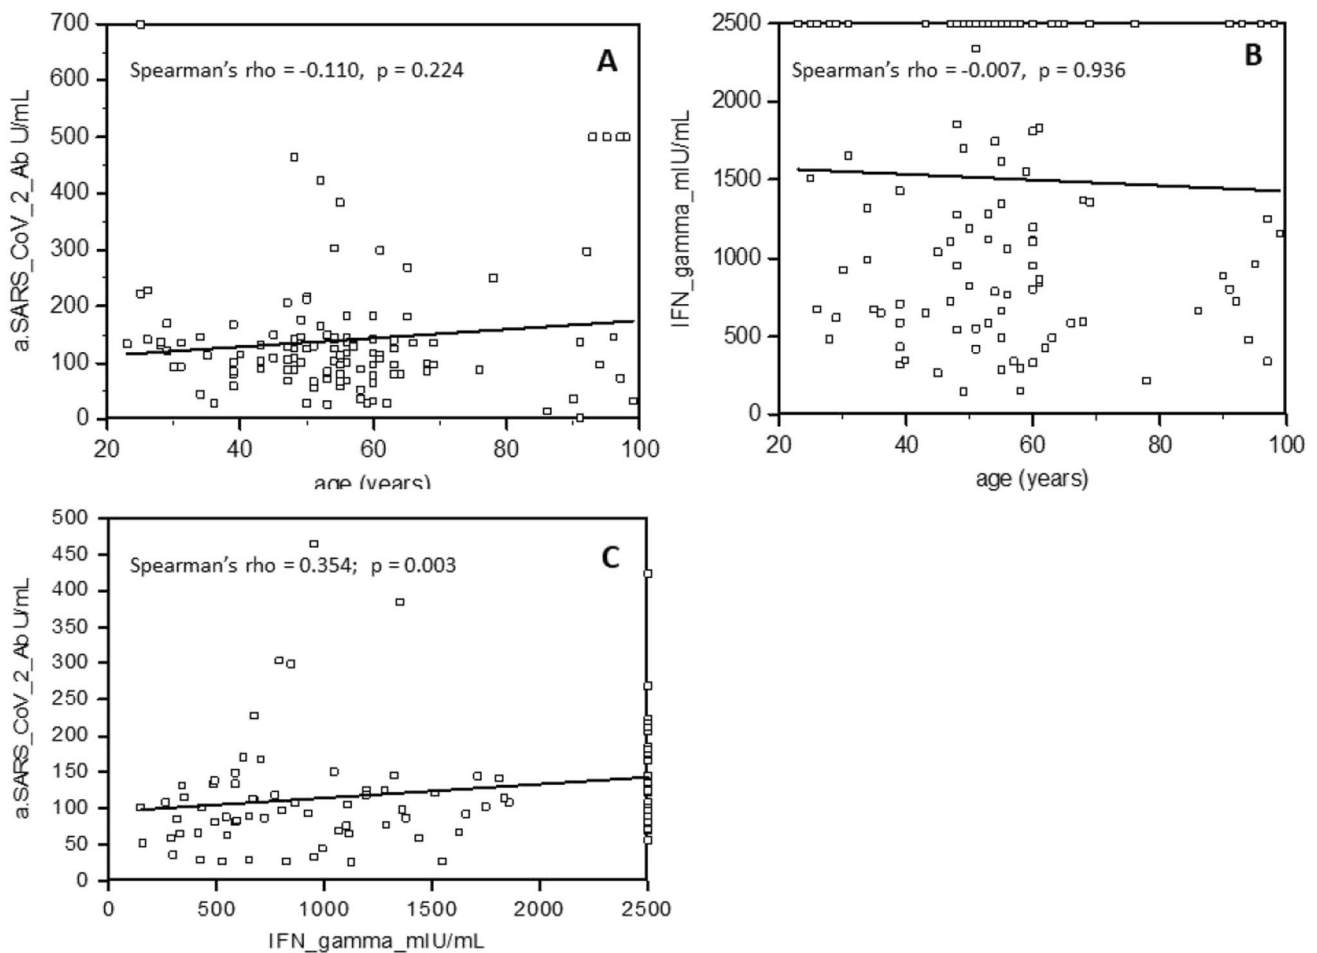 700
600
500
400
300
200
100
0
a.SARS_CoV_2_Ab U/mL
Spearman's rho = -0.110, p = 0.224
A
20 40 60 80 100
age (years)
2500
2000
1500
1000
500
0
IFN_gamma_mIU/mL
Spearman's rho = -0.007, p = 0.936
B
20 40 60 80 100
age (years)
500
450
400
350
300
250
200
150
100
50
0
a.SARS_CoV_2_Ab U/mL
Spearman's rho = 0.354; p = 0.003
C
0 500 1000 1500 2000 2500
IFN_gamma_mIU/mL